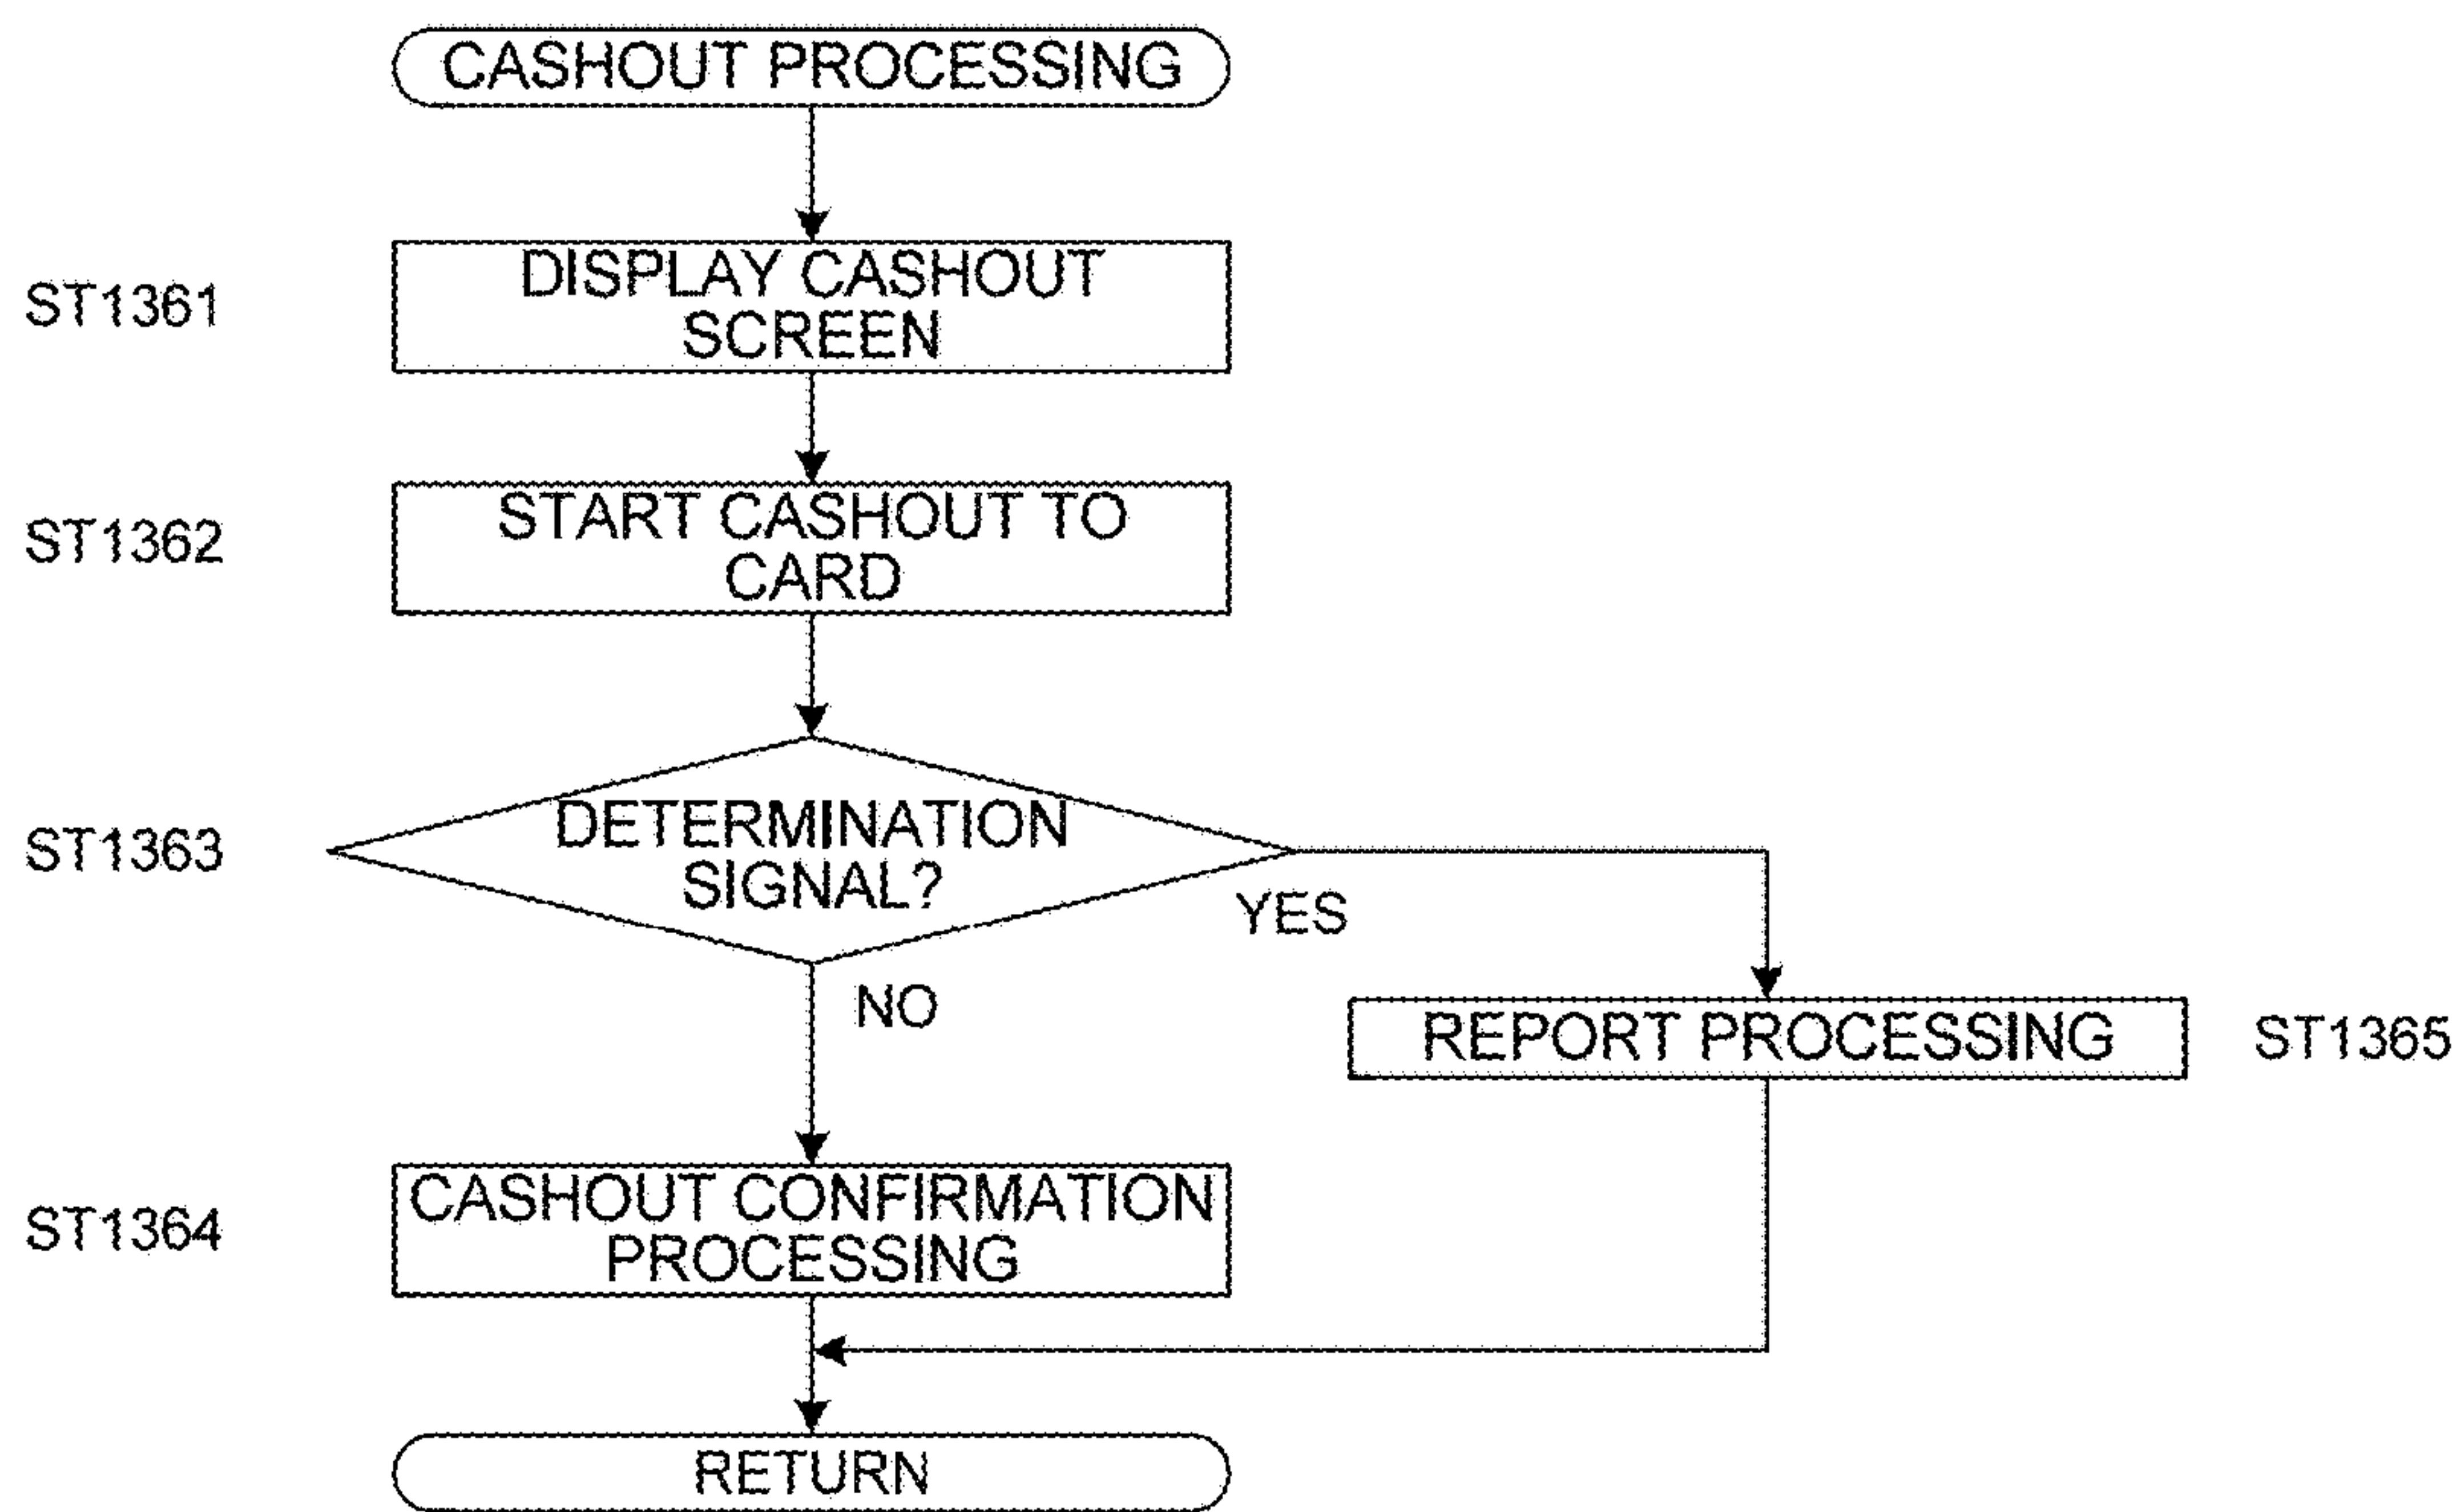 CASHOUT PROCESSING
ST1361
DISPLAY CASHOUT
SCREEN
ST1362
START CASHOUT TO
CARD
ST1363
DETERMINATION
SIGNAL?
YES
NO
REPORT PROCESSING
ST1365
ST1364
CASHOUT CONFIRMATION
PROCESSING
RETURN